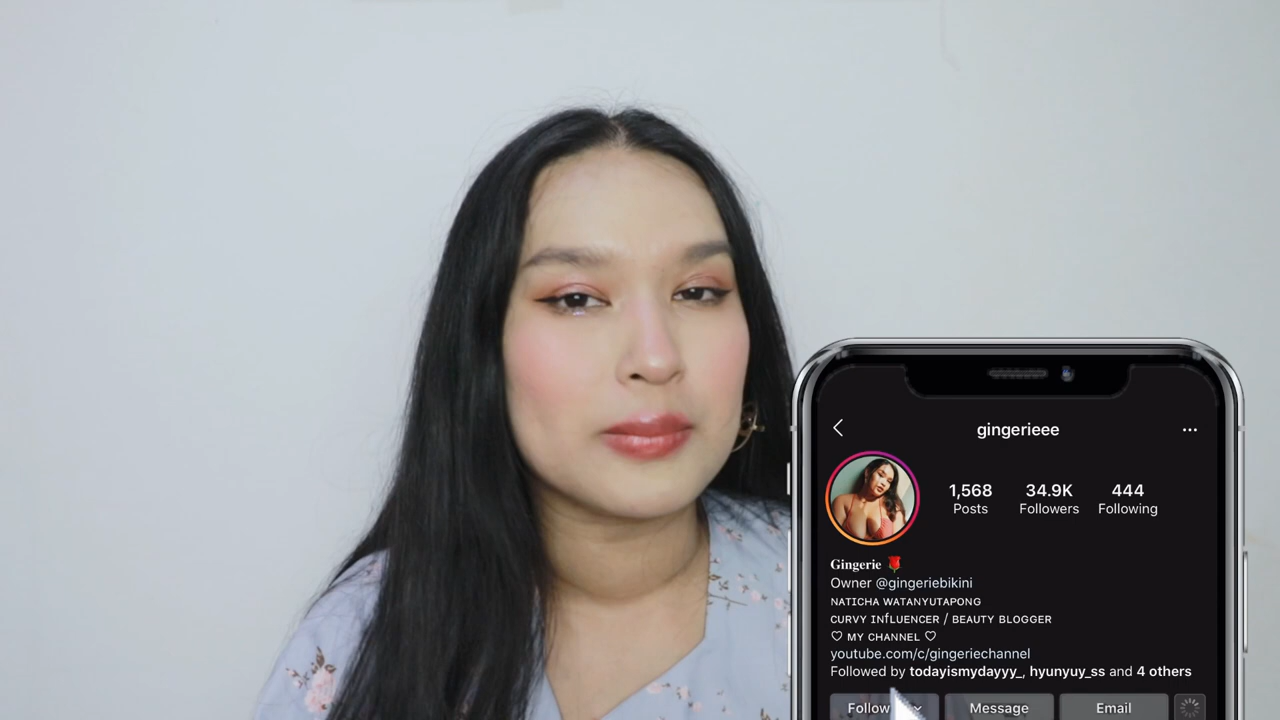 gingerieee
1,568 34.9K 444
Posts Followers Following
Gingerie 🌹
Owner @gingeriebikini
NATICHA WATANYUTAPONG
CURVY INfLUENCER / BEAUTY BLOGGER
♡ MY CHANNEL ♡
youtube.com/c/gingeriechannel
Followed by todayismydayyy_, hyunyuy_ss and 4 others
Message Email